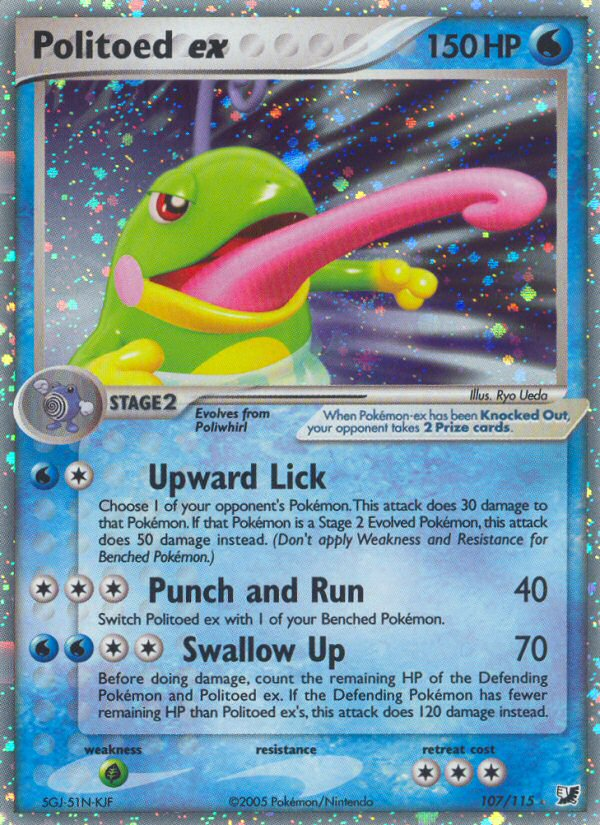 Politoed ex 150 HP
Illus. Ryo Ueda
STAGE2
Evolves from
Poliwhirl
When Pokémon-ex has been Knocked Out,
your opponent takes 2 Prize cards.
Upward Lick
Choose 1 of your opponent's Pokémon. This attack does 30 damage to
that Pokémon. If that Pokémon is a Stage 2 Evolved Pokémon, this attack
does 50 damage instead. (Don't apply Weakness and Resistance for
Benched Pokémon.)
Punch and Run 40
Switch Politoed ex with 1 of your Benched Pokémon.
Swallow Up 70
Before doing damage, count the remaining HP of the Defending
Pokémon and Politoed ex. If the Defending Pokémon has fewer
remaining HP than Politoed ex's, this attack does 120 damage instead.
weakness resistance retreat cost
5GJ-51N-KJF ©2005 Pokémon/Nintendo 107/115